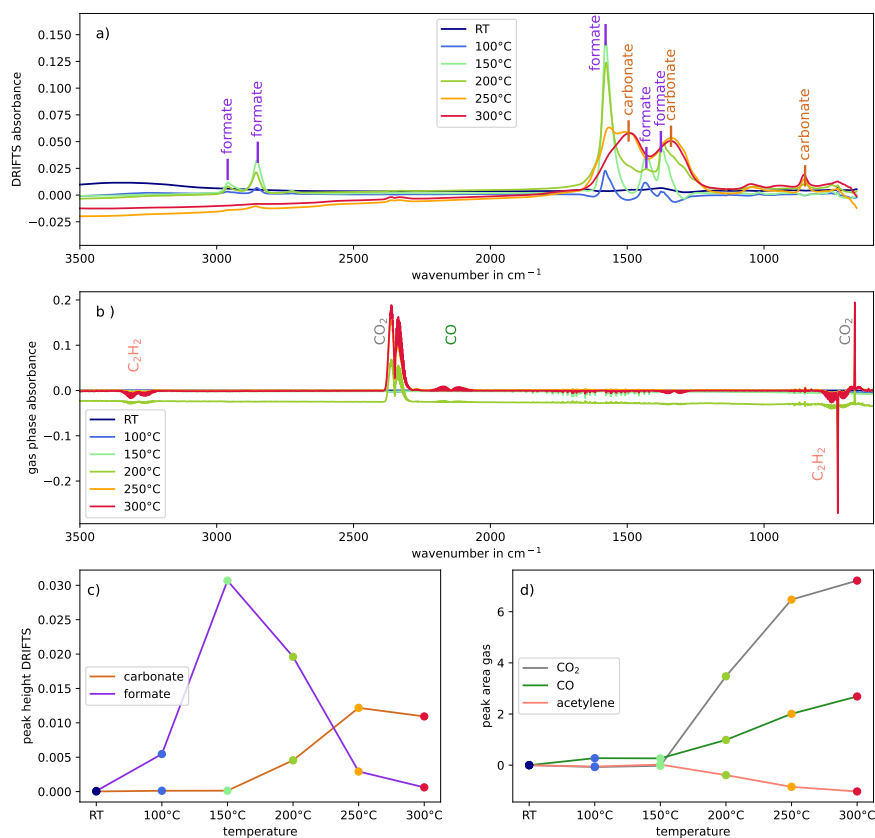 a)
RT
100°C
150°C
200°C
250°C
300°C
formate
formate
formate
carbonate
formate
formate
carbonate
carbonate
DRIFTS absorbance
0.150
0.125
0.100
0.075
0.050
0.025
0.000
−0.025
3500 3000 2500 2000 1500 1000
wavenumber in cm⁻¹
b )
C₂H₂
CO₂
CO
CO₂
C₂H₂
gas phase absorbance
0.2
0.1
0.0
−0.1
−0.2
RT
100°C
150°C
200°C
250°C
300°C
3500 3000 2500 2000 1500 1000
wavenumber in cm⁻¹
c)
peak height DRIFTS
0.030
0.025
0.020
0.015
0.010
0.005
0.000
carbonate
formate
RT 100°C 150°C 200°C 250°C 300°C
temperature
d)
peak area gas
6
4
2
0
CO₂
CO
acetylene
RT 100°C 150°C 200°C 250°C 300°C
temperature